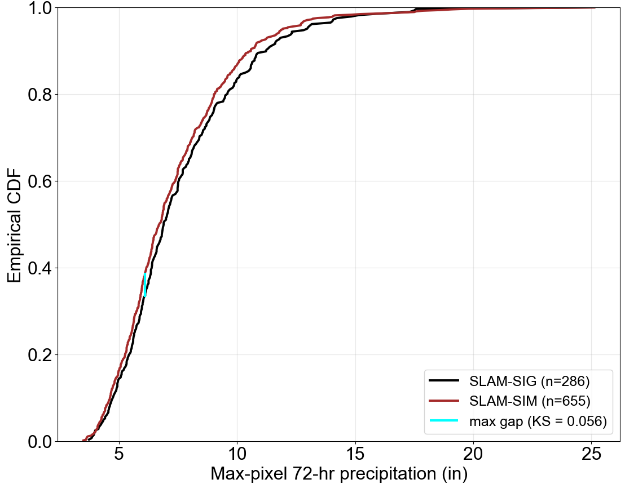 1.0
0.8
0.6
0.4
0.2
0.0
Empirical CDF
5 10 15 20 25
Max-pixel 72-hr precipitation (in)
SLAM-SIG (n=286)
SLAM-SIM (n=655)
max gap (KS = 0.056)